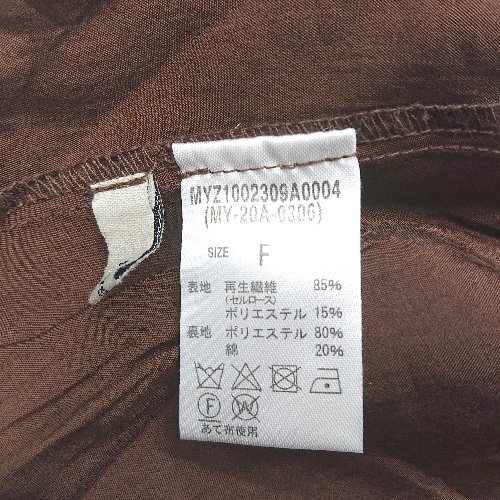 MYZ1002309A0004
(MY-20A-0306)
SIZE F
表地 再生繊維 85%
(セルロース)
ポリエステル 15%
裏地 ポリエステル 80%
綿 20%
F W
あて布使用